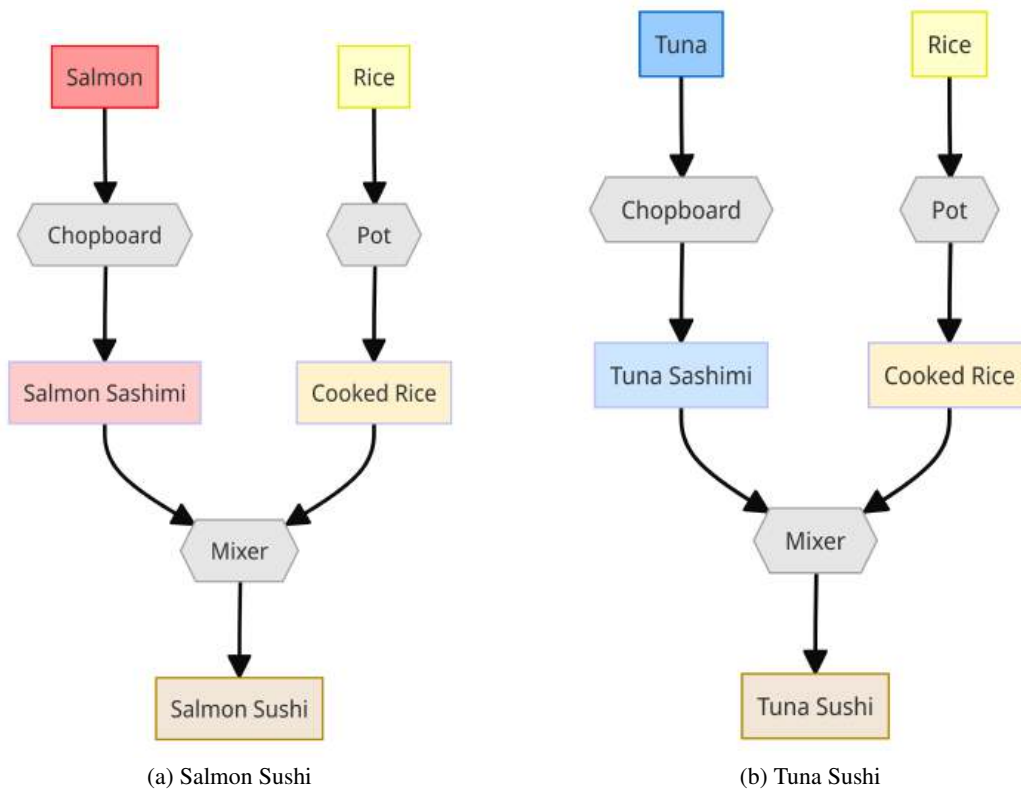 Salmon
Rice
Chopboard
Pot
Salmon Sashimi
Cooked Rice
Mixer
Salmon Sushi
(a) Salmon Sushi
Tuna
Rice
Chopboard
Pot
Tuna Sashimi
Cooked Rice
Mixer
Tuna Sushi
(b) Tuna Sushi